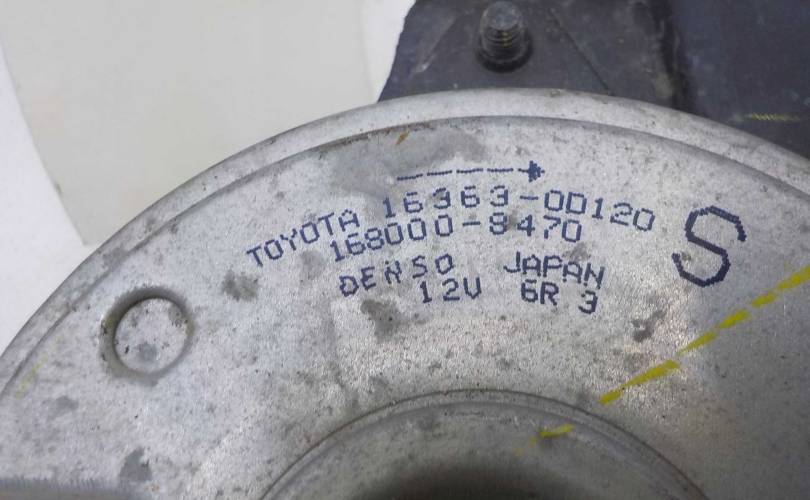 TOYOTA 16363-0D120
168000-8470
S
DENSO JAPAN
12V 6R 3